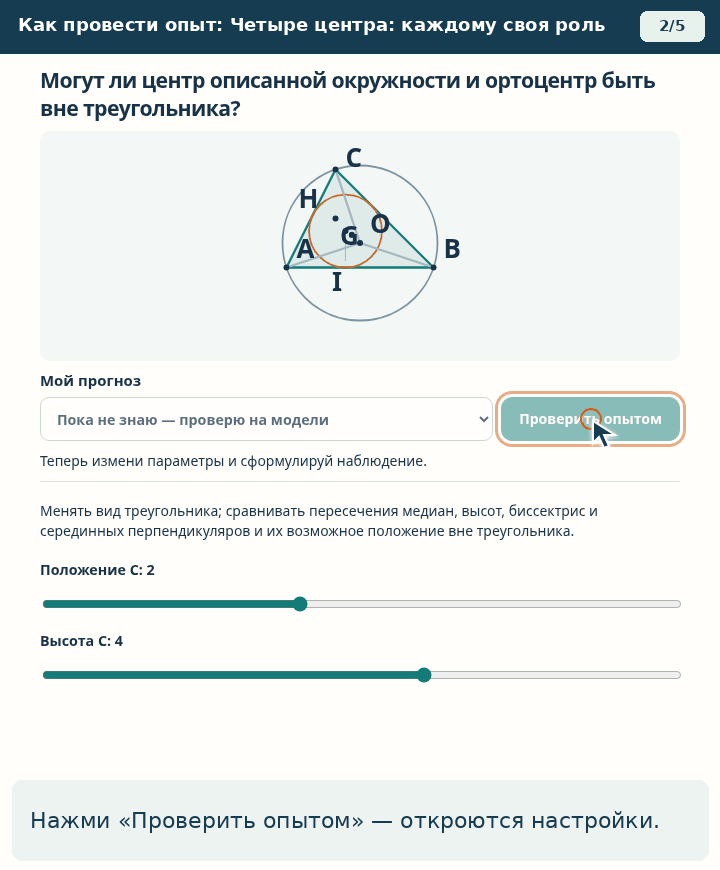 Как провести опыт: Четыре центра: каждому своя роль
2/5
Могут ли центр описанной окружности и ортоцентр быть
вне треугольника?
C
H
O
G
A
B
I
Мой прогноз
Пока не знаю — проверю на модели
Проверить опытом
Теперь измени параметры и сформулируй наблюдение.
Менять вид треугольника; сравнивать пересечения медиан, высот, биссектрис и
серединных перпендикуляров и их возможное положение вне треугольника.
Положение C: 2
Высота C: 4
Нажми «Проверить опытом» — откроются настройки.